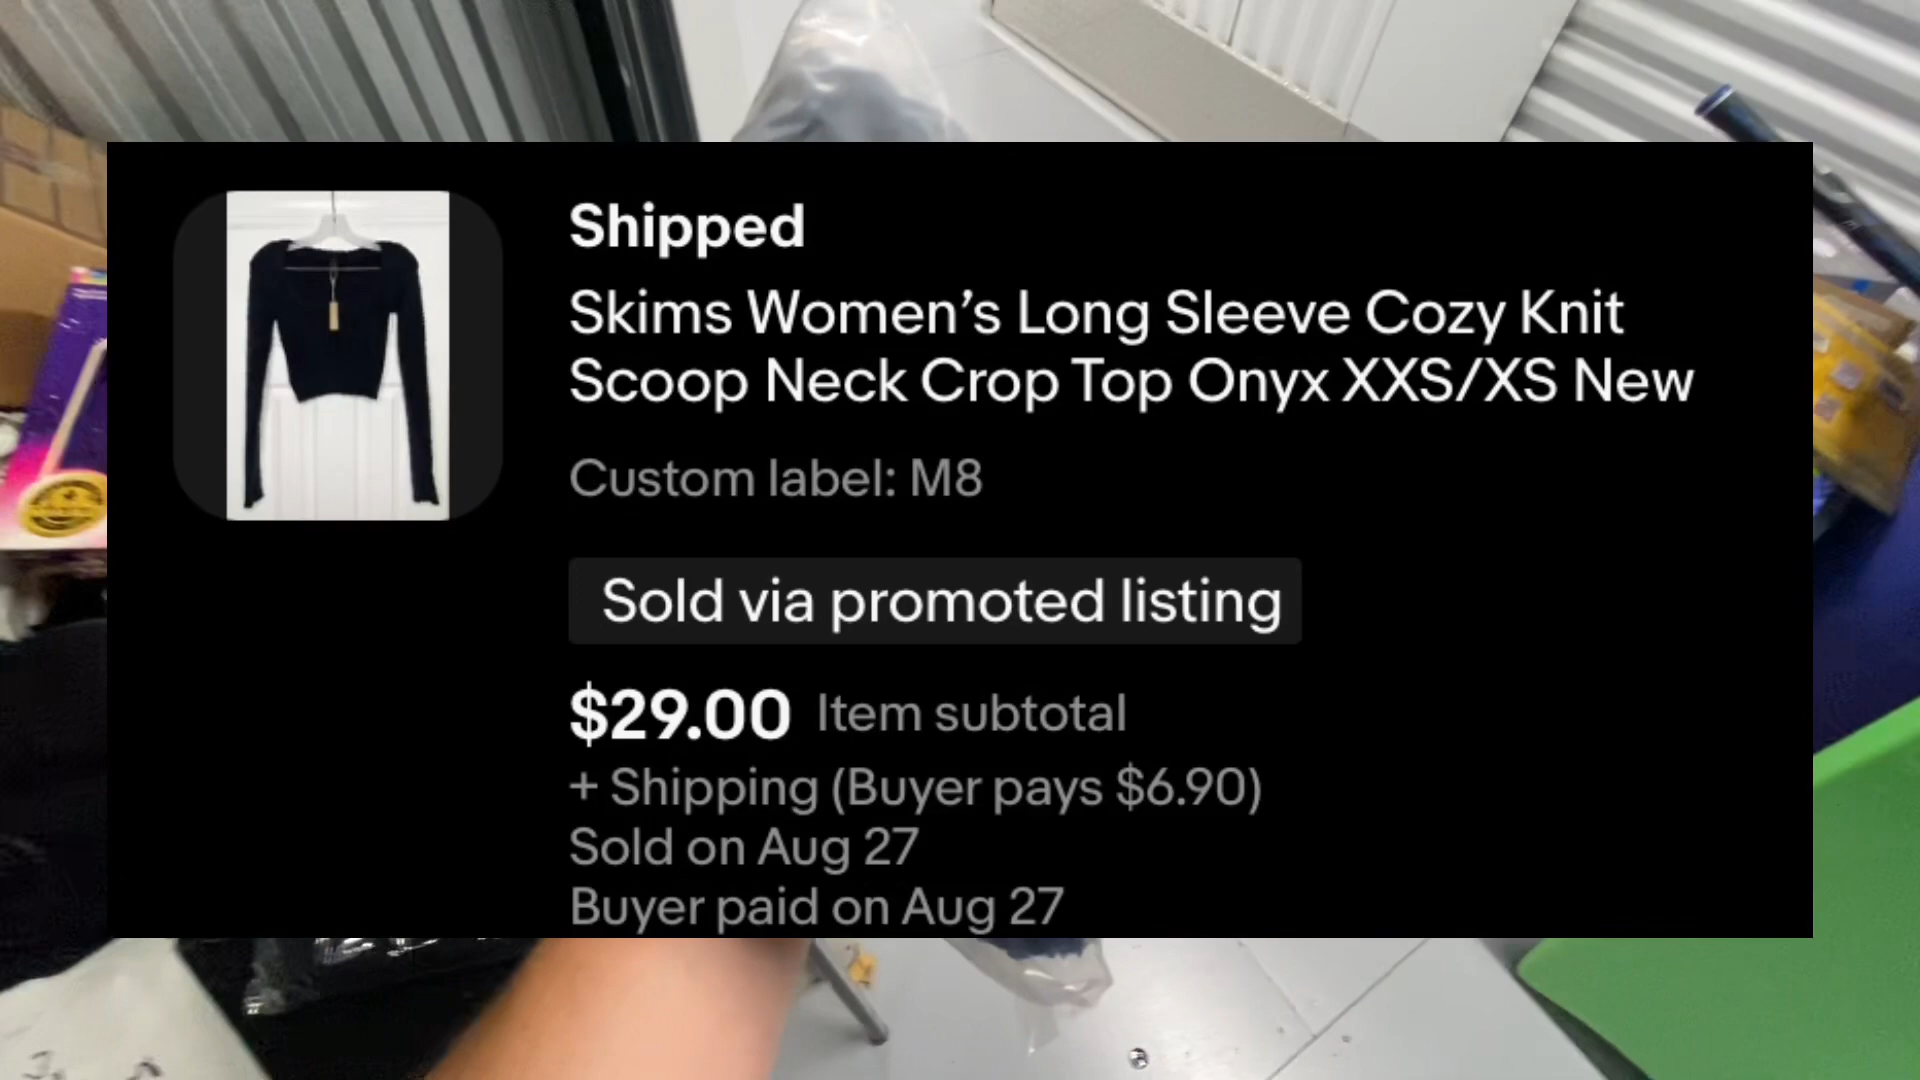 Shipped
Skims Women’s Long Sleeve Cozy Knit
Scoop Neck Crop Top Onyx XXS/XS New
Custom label: M8
Sold via promoted listing
$29.00 Item subtotal
+ Shipping (Buyer pays $6.90)
Sold on Aug 27
Buyer paid on Aug 27